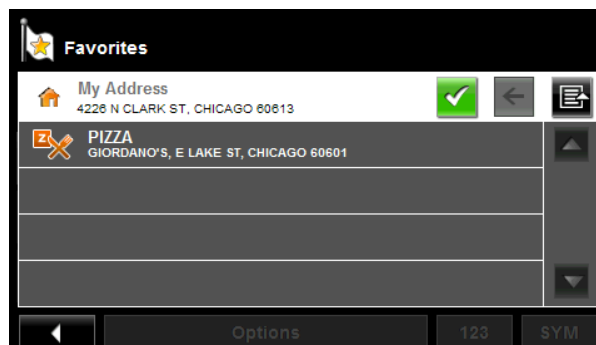 Favorites
My Address
4226 N CLARK ST, CHICAGO 60613
Z PIZZA
GIORDANO'S, E LAKE ST, CHICAGO 60601
Options 123 SYM